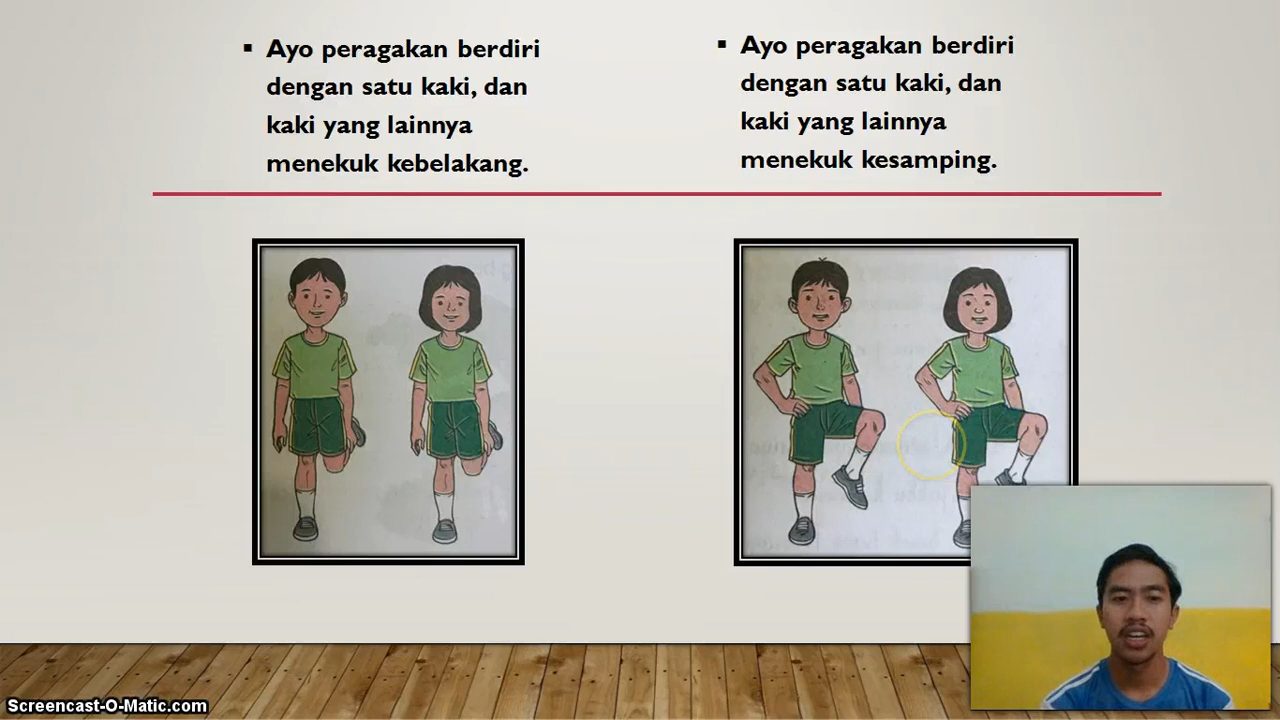 Ayo peragakan berdiri
dengan satu kaki, dan
kaki yang lainnya
menekuk kebelakang.
Ayo peragakan berdiri
dengan satu kaki, dan
kaki yang lainnya
menekuk kesamping.
Screencast-O-Matic.com